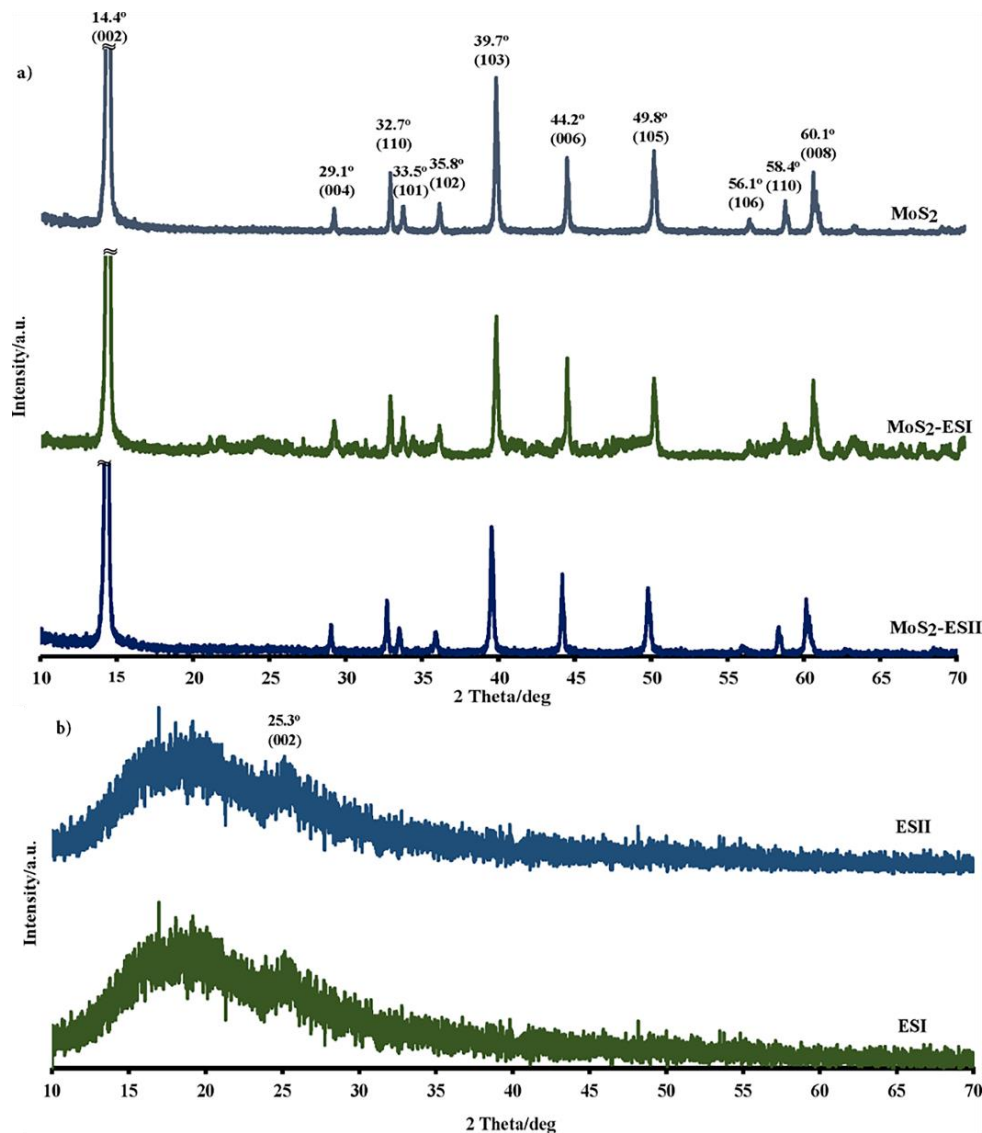 a)
14.4°
(002)
29.1°
(004)
32.7°
(110)
33.5°
(101)
35.8°
(102)
39.7°
(103)
44.2°
(006)
49.8°
(105)
56.1°
(106)
58.4°
(110)
60.1°
(008)
MoS2
MoS2-ESI
MoS2-ESII
Intensity/a.u.
10 15 20 25 30 35 40 45 50 55 60 65 70
2 Theta/deg
b)
25.3°
(002)
ESII
ESI
Intensity/a.u.
10 15 20 25 30 35 40 45 50 55 60 65 70
2 Theta/deg